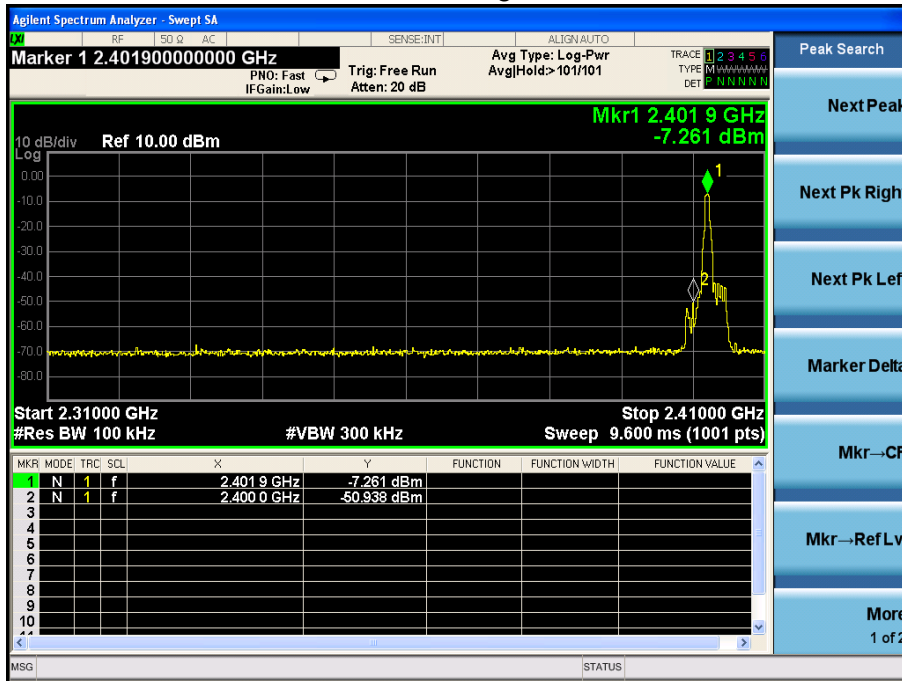 Agilent Spectrum Analyzer - Swept SA
LXI RF 50 Ω AC SENSE:INT ALIGNAUTO
Marker 1 2.401900000000 GHz
PNO: Fast
IFGain:Low
Trig: Free Run
Atten: 20 dB
Avg Type: Log-Pwr
Avg|Hold:>101/101
TRACE 1 2 3 4 5 6
TYPE M WWWWW
DET P N N N N N
Peak Search
Mkr1 2.401 9 GHz
-7.261 dBm
10 dB/div Ref 10.00 dBm
Log
0.00
-10.0
-20.0
-30.0
-40.0
-50.0
-60.0
-70.0
-80.0
1
2
Start 2.31000 GHz Stop 2.41000 GHz
#Res BW 100 kHz #VBW 300 kHz Sweep 9.600 ms (1001 pts)
MKR MODE TRC SCL X Y FUNCTION FUNCTION WIDTH FUNCTION VALUE
1 N 1 f 2.401 9 GHz -7.261 dBm
2 N 1 f 2.400 0 GHz -50.938 dBm
3
4
5
6
7
8
9
10
11
MSG STATUS
Next Peak
Next Pk Righ
Next Pk Lef
Marker Delta
Mkr→CF
Mkr→Ref Lv
More
1 of 2